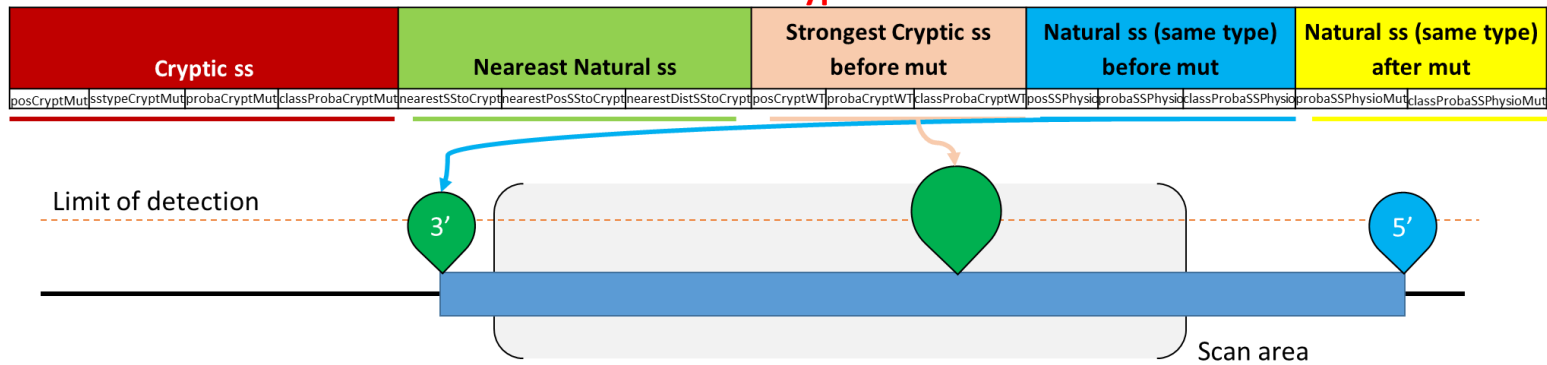 Cryptic ss
Neareast Natural ss
Strongest Cryptic ss
before mut
Natural ss (same type)
before mut
Natural ss (same type)
after mut
posCryptMut sstypeCryptMut probaCryptMut classProbaCryptMut nearestSStoCrypt nearestPosSStoCrypt nearestDistSStoCrypt posCryptWT probaCryptWT classProbaCryptWT posSSPhysio probaSSPhysio classProbaSSPhysio probaSSPhysioMut classProbaSSPhysioMut
Limit of detection
3’
5’
Scan area